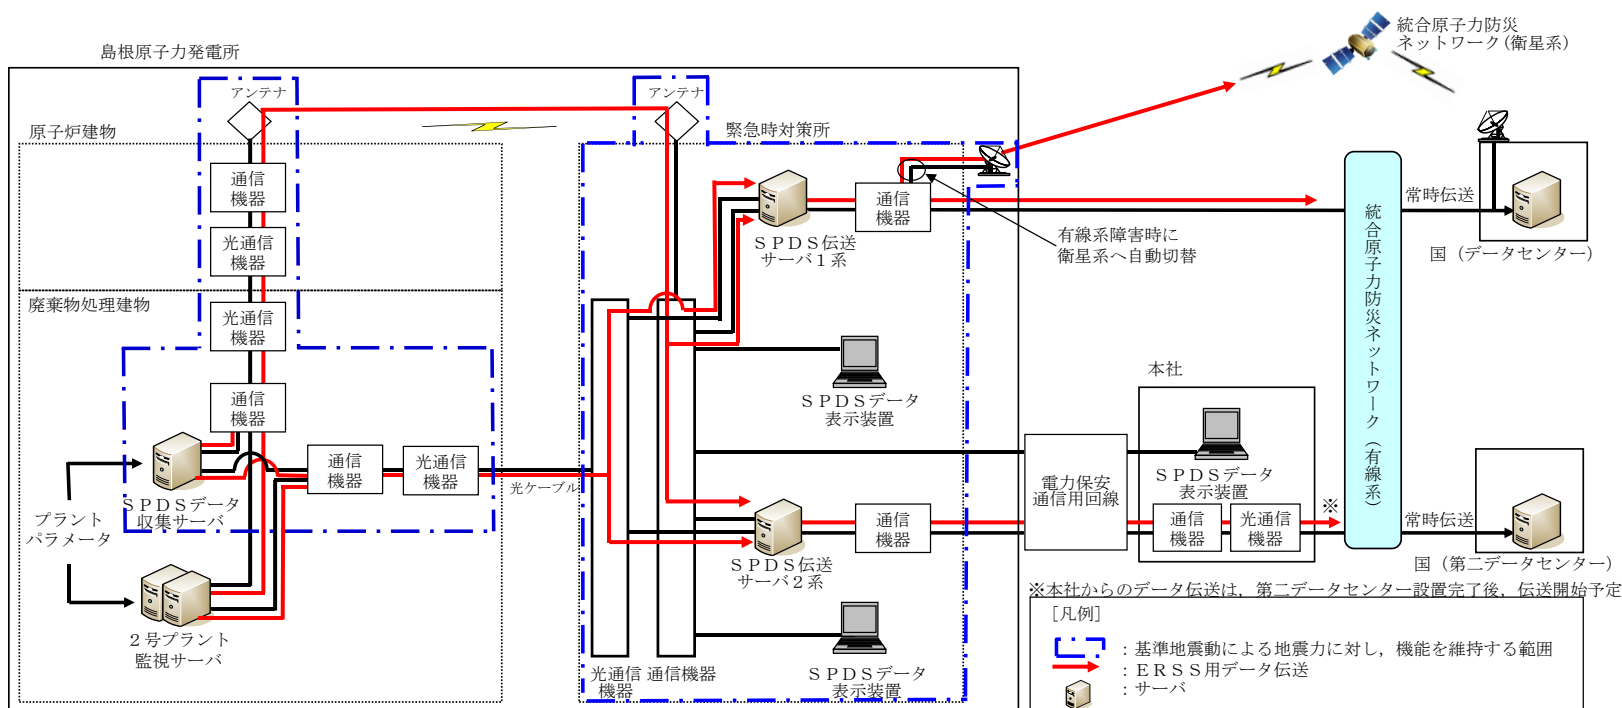 統合原子力防災
ネットワーク(衛星系)
島根原子力発電所
アンテナ
アンテナ
原子炉建物
緊急時対策所
通信
機器
光通信
機器
廃棄物処理建物
光通信
機器
通信
機器
ＳＰＤＳデータ
収集サーバ
プラント
パラメータ
２号プラント
監視サーバ
通信
機器
光通信
機器
光ケーブル
光通信
機器
通信機器
ＳＰＤＳ伝送
サーバ１系
通信
機器
有線系障害時に
衛星系へ自動切替
ＳＰＤＳデータ
表示装置
ＳＰＤＳ伝送
サーバ２系
通信
機器
ＳＰＤＳデータ
表示装置
電力保安
通信用回線
本社
ＳＰＤＳデータ
表示装置
通信
機器
光通信
機器
※
統合原子力防災ネットワーク（有線系）
常時伝送
国（データセンター）
常時伝送
国（第二データセンター）
※本社からのデータ伝送は，第二データセンター設置完了後，伝送開始予定
［凡例］
：基準地震動による地震力に対し，機能を維持する範囲
：ＥＲＳＳ用データ伝送
：サーバ